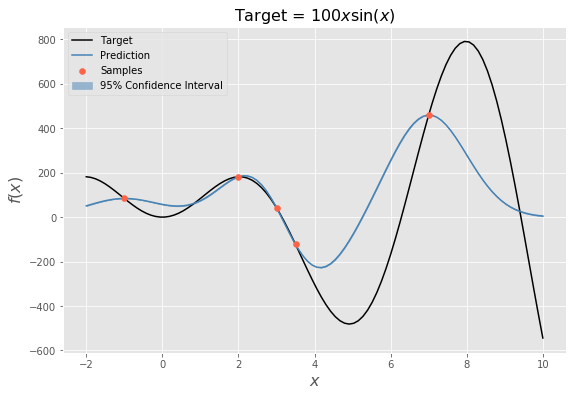 Target = 100xsin(x)
Target
Prediction
Samples
95% Confidence Interval
f(x)
800
600
400
200
0
−200
−400
−600
−2
0
2
4
6
8
10
x